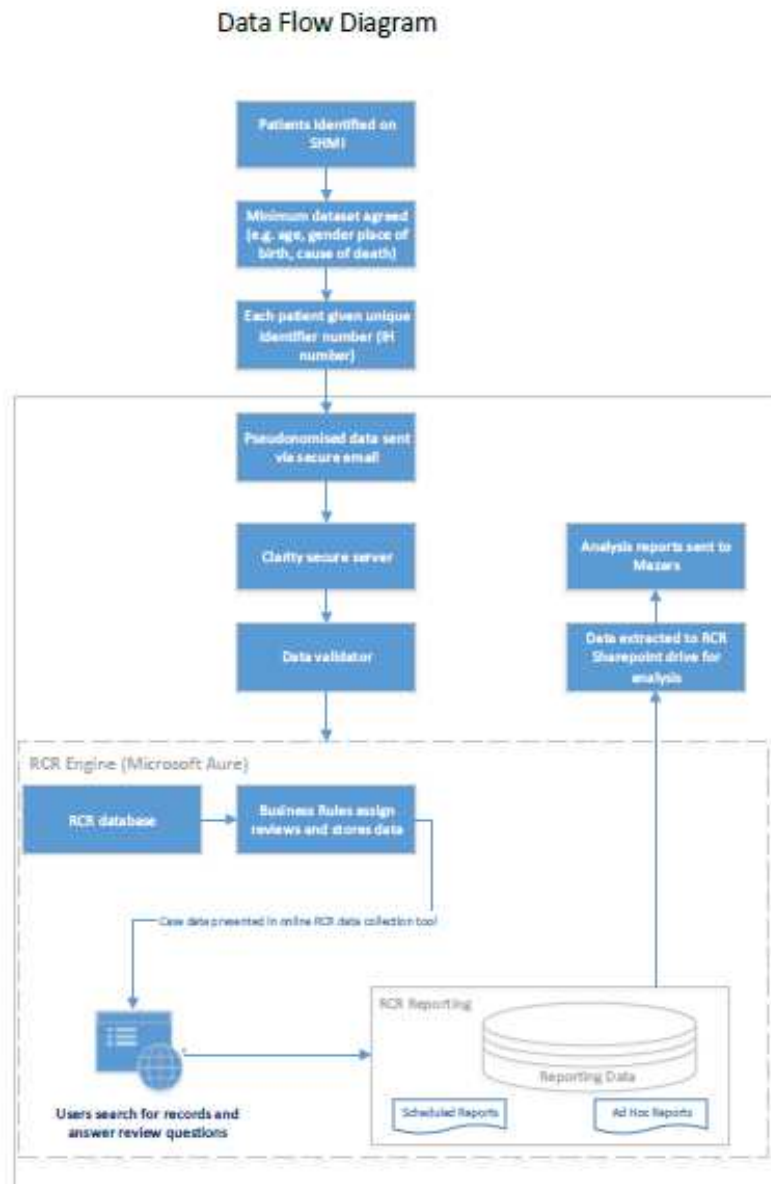 Data Flow Diagram
Patients identified on
SHMI
Minimum dataset agreed
(e.g. age, gender place of
birth, cause of death)
Each patient given unique
identifier number (IH
number)
Pseudonomised data sent
via secure email
Clarity secure server
Analysis reports sent to
Mazars
Data validator
Data extracted to RCR
Sharepoint drive for
analysis
RCR Engine (Microsoft Aure)
RCR database
Business Rules assign
reviews and stores data
Case data presented in online RCR data collection tool
RCR Reporting
Reporting Data
Scheduled Reports
Ad Hoc Reports
Users search for records and
answer review questions